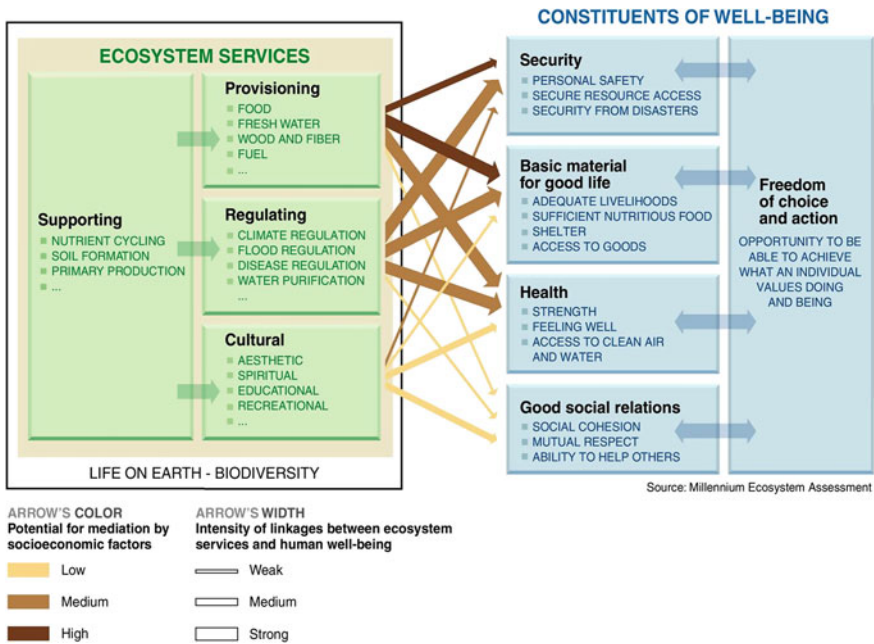 CONSTITUENTS OF WELL-BEING
ECOSYSTEM SERVICES
Supporting
NUTRIENT CYCLING
SOIL FORMATION
PRIMARY PRODUCTION
...
Provisioning
FOOD
FRESH WATER
WOOD AND FIBER
FUEL
...
Regulating
CLIMATE REGULATION
FLOOD REGULATION
DISEASE REGULATION
WATER PURIFICATION
...
Cultural
AESTHETIC
SPIRITUAL
EDUCATIONAL
RECREATIONAL
...
LIFE ON EARTH - BIODIVERSITY
Security
PERSONAL SAFETY
SECURE RESOURCE ACCESS
SECURITY FROM DISASTERS
Basic material
for good life
ADEQUATE LIVELIHOODS
SUFFICIENT NUTRITIOUS FOOD
SHELTER
ACCESS TO GOODS
Health
STRENGTH
FEELING WELL
ACCESS TO CLEAN AIR
AND WATER
Good social relations
SOCIAL COHESION
MUTUAL RESPECT
ABILITY TO HELP OTHERS
Freedom
of choice
and action
OPPORTUNITY TO BE
ABLE TO ACHIEVE
WHAT AN INDIVIDUAL
VALUES DOING
AND BEING
Source: Millennium Ecosystem Assessment
ARROW'S COLOR
Potential for mediation by
socioeconomic factors
Low
Medium
High
ARROW'S WIDTH
Intensity of linkages between ecosystem
services and human well-being
Weak
Medium
Strong